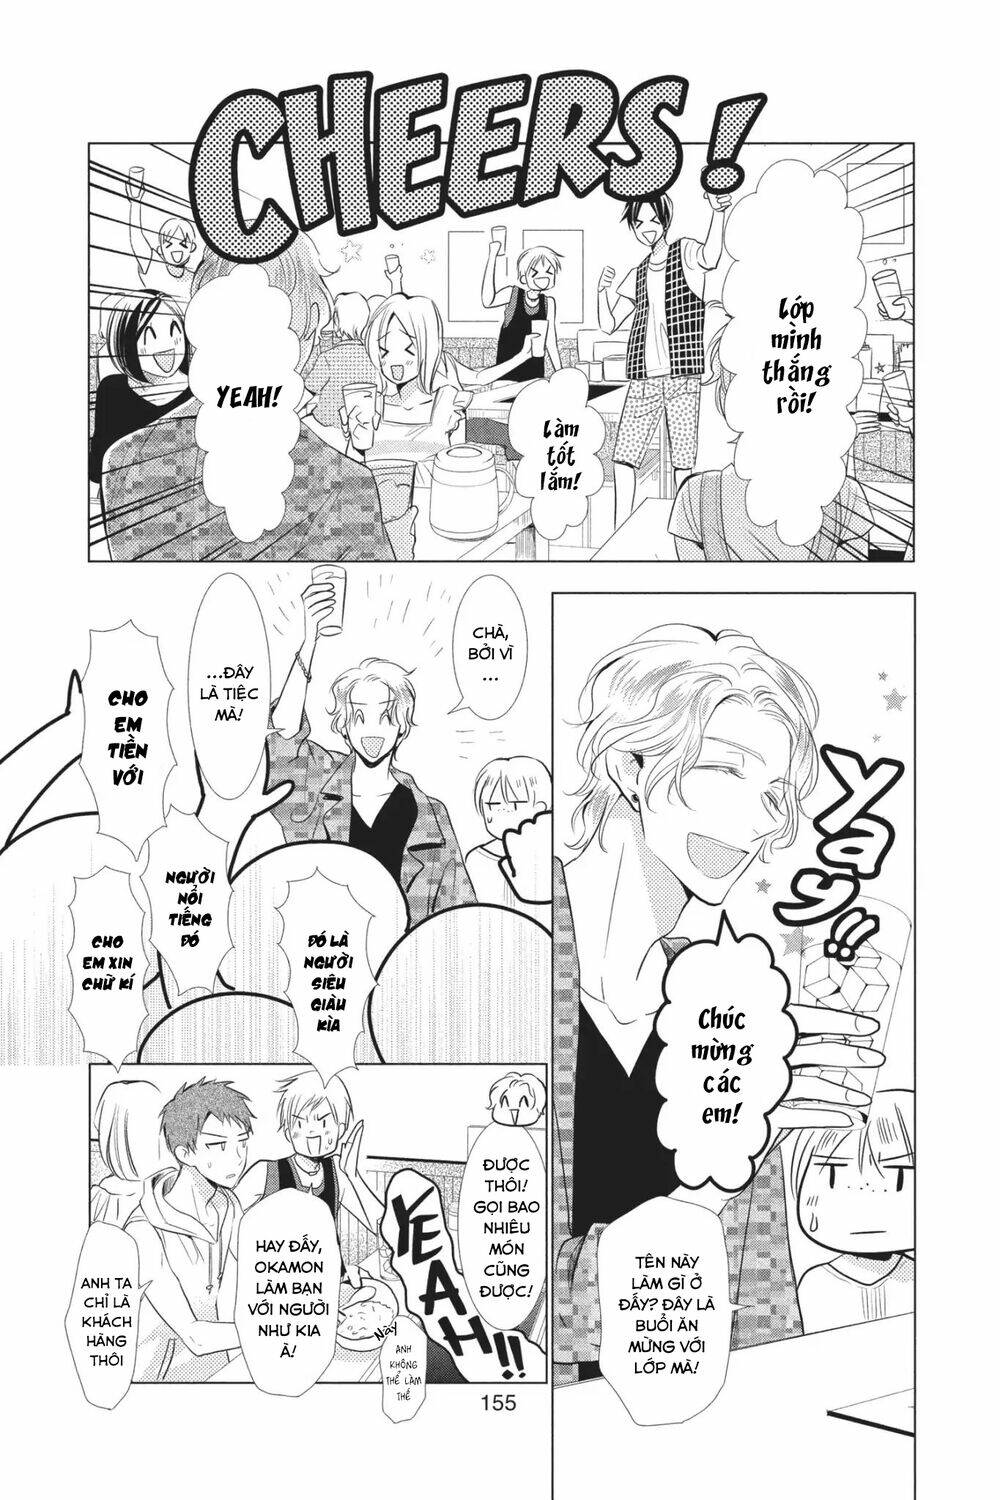 CHEERS!
Lớp
mình
thắng
rồi!
Làm
tốt
lắm!
YEAH!
Yay!!
Chúc
mừng
các
em!
TÊN NÀY
LÀM GÌ Ở
ĐẤY? ĐÂY LÀ
BUỔI ĂN
MỪNG VỚI
LỚP MÀ!
CHÀ,
BỞI VÌ
...
...ĐÂY
LÀ TIỆC
MÀ!
CHO
EM
TIỀN
VỚI
NGƯỜI
NỔI
TIẾNG
ĐÓ
CHO
EM XIN
CHỮ KÍ
ĐÓ LÀ
NGƯỜI
SIÊU
GIÀU
KÌA
ĐƯỢC
THÔI!
GỌI BAO
NHIÊU
MÓN
CŨNG
ĐƯỢC!
YEAH!!
HAY ĐẤY,
OKAMON
LÀM BẠN
VỚI NGƯỜI
NHƯ KIA
À!
ANH TA
CHỈ LÀ
KHÁCH
HÀNG
THÔI
Này
ANH
KHÔNG
THỂ LÀM
THẾ
155